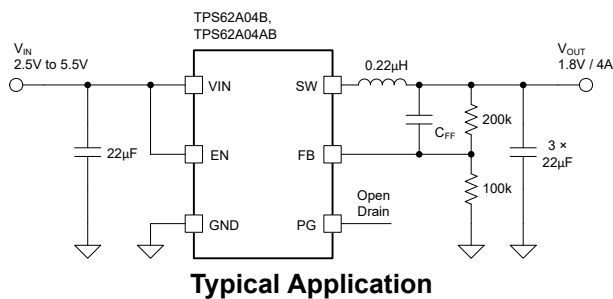 TPS62A04B,
TPS62A04AB
VIN
2.5V to 5.5V
VOUT
1.8V / 4A
0.22µH
VIN
SW
22µF
CFF
200k
3 ×
22µF
EN
FB
100k
GND
PG
Open
Drain
Typical Application